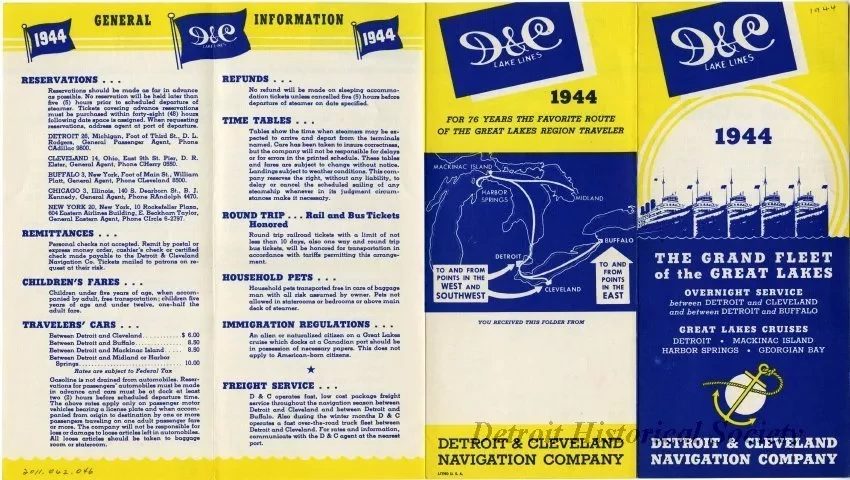 GENERAL INFORMATION
1944
D&C
LAKE LINES
1944
RESERVATIONS . . .
Reservations should be made as far in advance
as possible. No reservation will be held later than
five (5) hours prior to scheduled departure of
steamer. Tickets covering advance reservations
must be purchased within forty-eight (48) hours
following date space is assigned. When requesting
reservations, address agent at port of departure.
DETROIT 26, Michigan, Foot of Third St., D. L.
Rodgers, General Passenger Agent, Phone
CAdillac 9800.
CLEVELAND 14, Ohio, East 9th St. Pier, D. R.
Elster, General Agent, Phone CHerry
BUFFALO 3, New York, Foot of Main St., William
Platt, General Agent, Phone CLeveland
CHICAGO 3, Illinois, 140 S. Dearborn St., B. J.
Kennedy, General Agent, Phone RAndolph 4470.
NEW YORK 20, New York, 10 Rockefeller Plaza,
604 Eastern Airlines Building, E. Beckham Taylor,
General Eastern Agent, Phone CIrcle 6-2797.
REMITTANCES . . .
Personal checks not accepted. Remit by postal or
express money order, cashier's check or certified
check made payable to the Detroit & Cleveland
Navigation Co. Tickets mailed to patrons on re-
quest at their risk.
CHILDREN'S FARES . . .
Children under five years of age, when accom-
panied by adult, free transportation; children five
years of age and under twelve, one-half the
adult fare.
TRAVELERS' CARS . . .
Between Detroit and Cleveland $ 6.00
Between Detroit and Buffalo 8.50
Between Detroit and Mackinac Island 8.50
Between Detroit and Midland or Harbor
Springs 10.00
Rates are subject to Federal Tax
Gasoline is not drained from automobiles. Reser-
vations for passengers' automobiles must be made
in advance and cars must be at dock at least
two (2) hours before scheduled departure time.
The above rates apply only on passenger motor
vehicles bearing a license plate and when accom-
panied from origin to destination by one or more
passengers traveling on one adult passenger fare
or more. The company will not be responsible for
loss or damage to loose articles left in automobiles.
All loose articles should be taken to baggage
room or stateroom.
2011.062.046
REFUNDS . . .
No refund will be made on sleeping accommo-
dation tickets unless cancelled five (5) hours before
departure of steamer on date specified.
TIME TABLES . . .
Tables show the time when steamers may be ex-
pected to arrive and depart from the terminals
named. Care has been taken to insure correctness,
but the company will not be responsible for delays
or for errors in the printed schedule. These tables
and fares are subject to change without notice.
Landings subject to weather conditions. This com-
pany reserves the right, without any liability, to
delay or cancel the scheduled sailing of any
steamship whenever in its judgment circum-
stances make it necessary.
ROUND TRIP . . . Rail and Bus Tickets
Honored
Round trip railroad tickets with a limit of not
less than 10 days, also one way and round trip
bus tickets, will be honored for transportation in
accordance with tariffs permitting this arrange-
ment.
HOUSEHOLD PETS . . .
Household pets transported free in care of baggage
man with all risk assumed by owner. Pets not
allowed in staterooms or bedrooms or above main
deck of steamer.
IMMIGRATION REGULATIONS . . .
An alien or naturalized citizen on a Great Lakes
cruise which docks at a Canadian port should be
in possession of necessary papers. This does not
apply to American-born citizens.
FREIGHT SERVICE . . .
D & C operates fast, low cost package freight
service throughout the navigation season between
Detroit and Cleveland and between Detroit and
Buffalo. Also during the winter months D & C
operates a fast over-the-road truck fleet between
Detroit and Cleveland. For rates and information,
communicate with the D & C agent at the nearest
port.
D&C
LAKE LINES
1944
FOR 76 YEARS THE FAVORITE ROUTE
OF THE GREAT LAKES REGION TRAVELER
MACKINAC ISLAND
HARBOR
SPRINGS
MIDLAND
DETROIT
BUFFALO
CLEVELAND
TO AND FROM
POINTS IN THE
WEST AND
SOUTHWEST
TO AND
FROM
POINTS
IN THE
EAST
YOU RECEIVED THIS FOLDER FROM
DETROIT & CLEVELAND
NAVIGATION COMPANY
LITHO U. S. A.
1944
D&C
LAKE LINES
1944
THE GRAND FLEET
of the GREAT LAKES
OVERNIGHT SERVICE
between DETROIT and CLEVELAND
and between DETROIT and BUFFALO
GREAT LAKES CRUISES
DETROIT • MACKINAC ISLAND
HARBOR SPRINGS • GEORGIAN BAY
DETROIT & CLEVELAND
NAVIGATION COMPANY
Detroit Historical Society